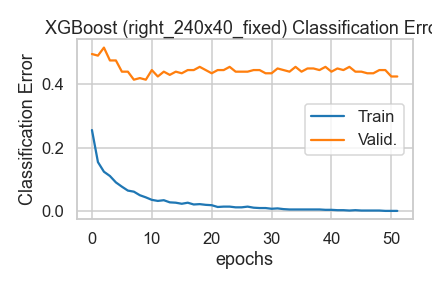 XGBoost (right_240x40_fixed) Classification Erro
Classification Error
0.4
0.2
0.0
Train
Valid.
0 10 20 30 40 50
epochs